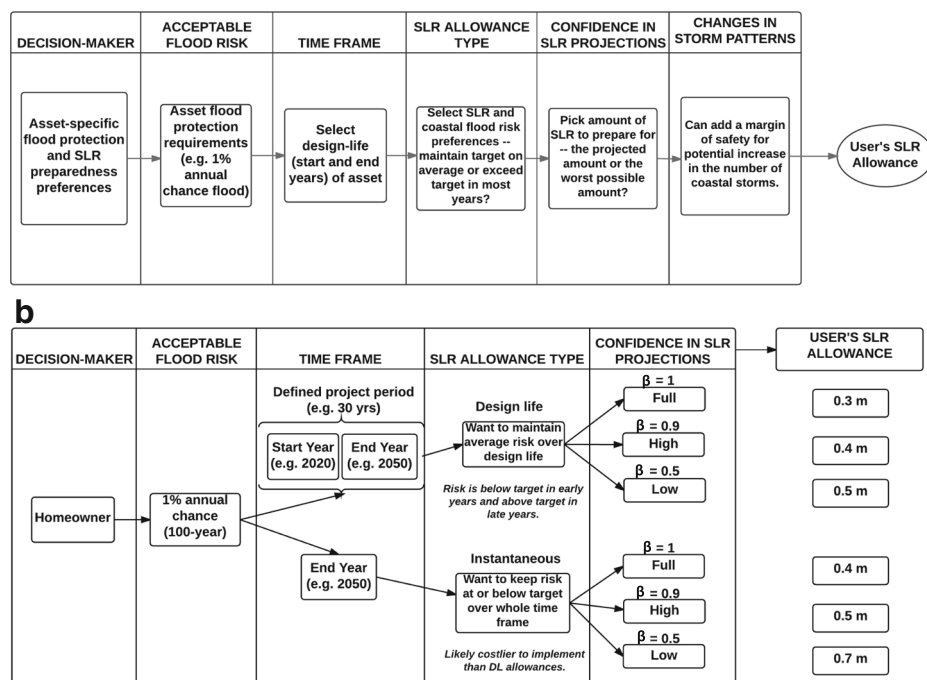 DECISION-MAKER
ACCEPTABLE
FLOOD RISK
TIME FRAME
SLR ALLOWANCE
TYPE
CONFIDENCE IN
SLR PROJECTIONS
CHANGES IN
STORM PATTERNS
Asset-specific
flood protection
and SLR
preparedness
preferences
Asset flood
protection
requirements
(e.g. 1%
annual
chance flood)
Select
design-life
(start and end
years) of asset
Select SLR and
coastal flood risk
preferences --
maintain target on
average or exceed
target in most
years?
Pick amount of
SLR to prepare for
-- the projected
amount or the
worst possible
amount?
Can add a margin
of safety for
potential increase
in the number of
coastal storms.
User's SLR
Allowance
b
DECISION-MAKER
ACCEPTABLE
FLOOD RISK
TIME FRAME
SLR ALLOWANCE TYPE
CONFIDENCE IN SLR
PROJECTIONS
USER'S SLR
ALLOWANCE
Homeowner
1% annual
chance
(100-year)
Defined project period
(e.g. 30 yrs)
Start Year
(e.g. 2020)
End Year
(e.g. 2050)
End Year
(e.g. 2050)
Design life
Want to maintain
average risk over
design life
Risk is below target in early
years and above target in
late years.
Instantaneous
Want to keep risk
at or below target
over whole time
frame
Likely costlier to implement
than DL allowances.
β = 1
Full
β = 0.9
High
β = 0.5
Low
β = 1
Full
β = 0.9
High
β = 0.5
Low
0.3 m
0.4 m
0.5 m
0.4 m
0.5 m
0.7 m